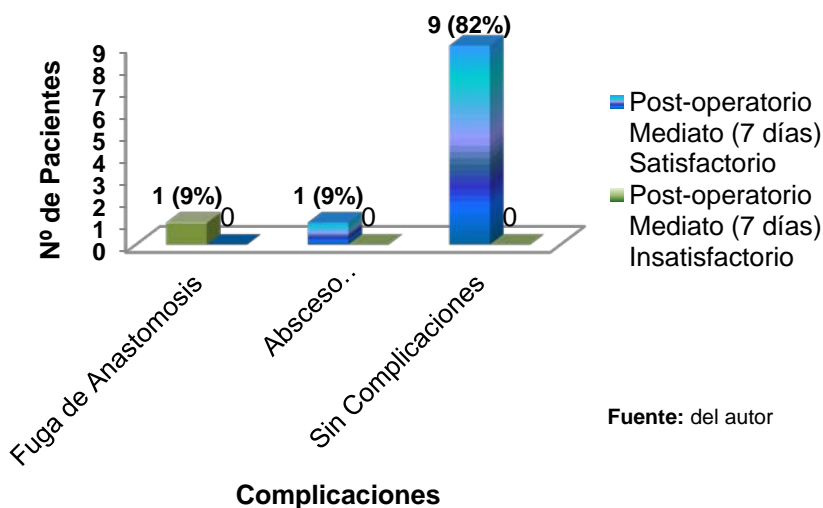 Nº de Pacientes
9
8
7
6
5
4
3
2
1
0
1 (9%)
0
1 (9%)
0
9 (82%)
0
Fuga de Anastomosis
Absceso..
Sin Complicaciones
Complicaciones
Post-operatorio
Mediato (7 días)
Satisfactorio
Post-operatorio
Mediato (7 días)
Insatisfactorio
Fuente: del autor